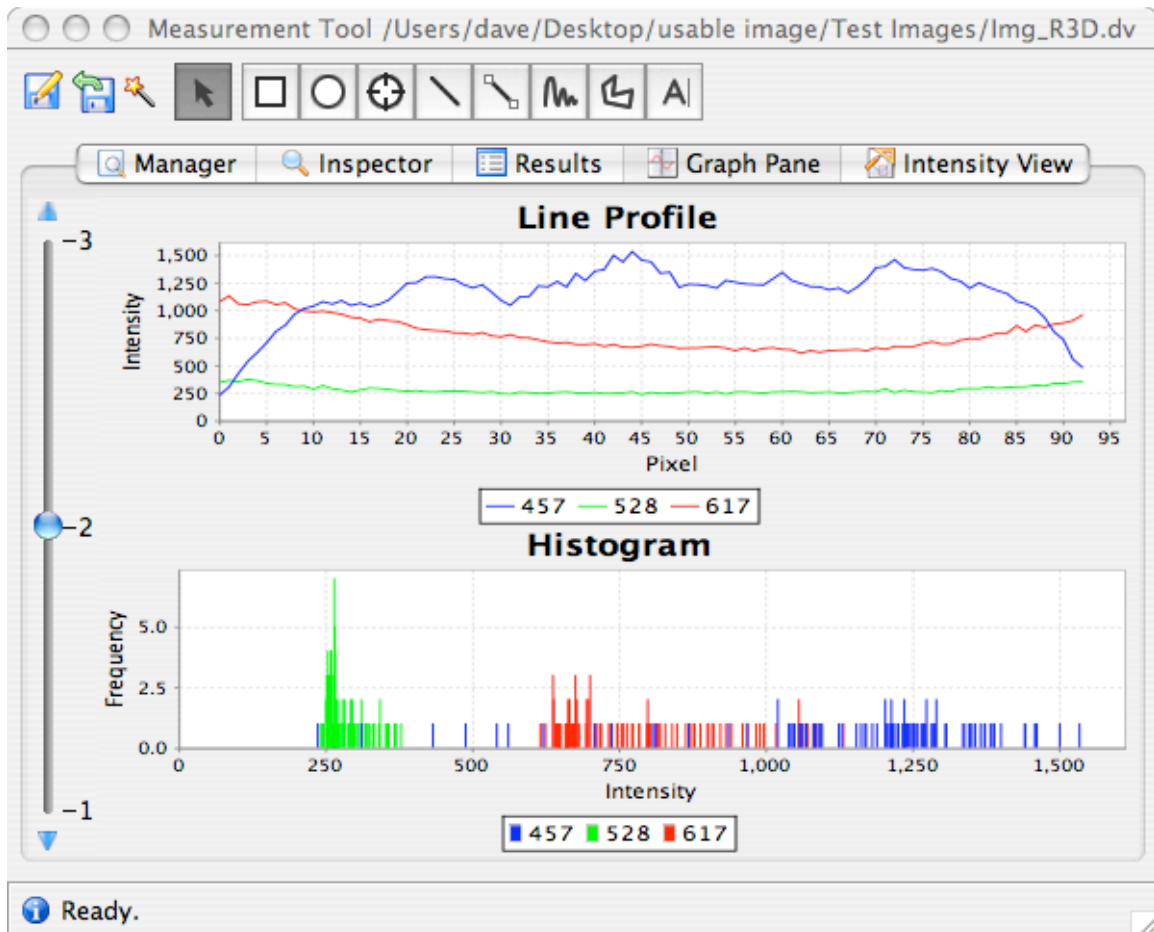 Measurement Tool /Users/dave/Desktop/usable image/Test Images/Img_R3D.dv
A
Manager Inspector Results Graph Pane Intensity View
3
2
1
Line Profile
Intensity
1,500
1,250
1,000
750
500
250
0
0 5 10 15 20 25 30 35 40 45 50 55 60 65 70 75 80 85 90 95
Pixel
457 528 617
Histogram
Frequency
5.0
2.5
0.0
0 250 500 750 1,000 1,250 1,500
Intensity
457 528 617
Ready.